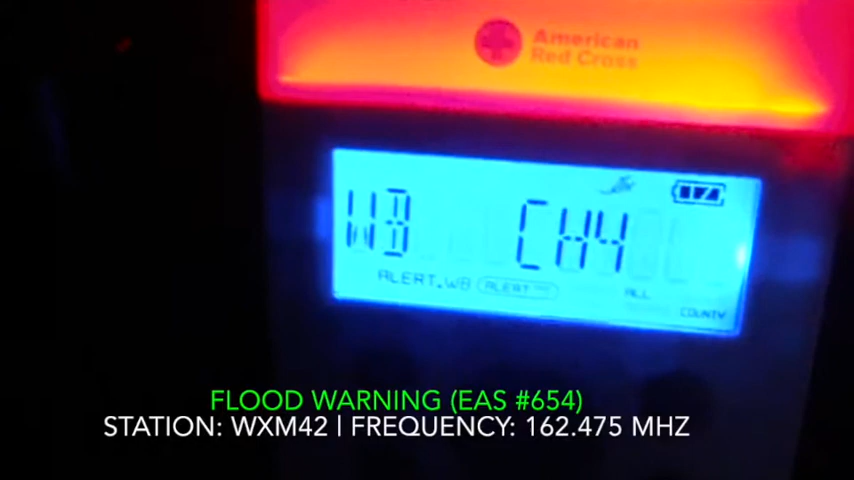 American
Red Cross
WB CH4
ALERT.WB ALERT ALL
COUNTY
FLOOD WARNING (EAS #654)
STATION: WXM42 | FREQUENCY: 162.475 MHZ